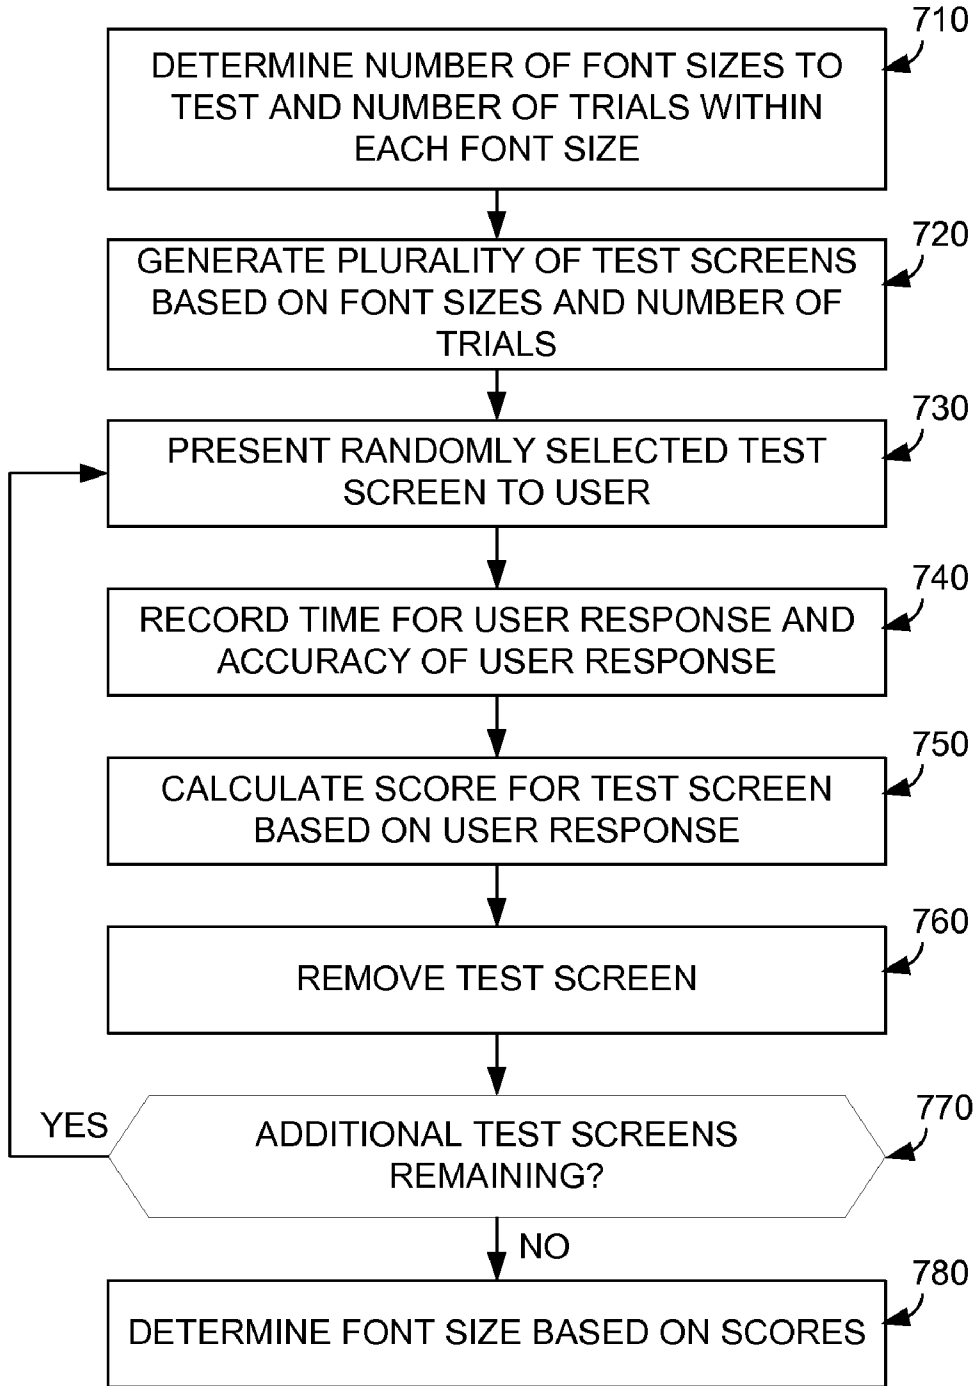 710
DETERMINE NUMBER OF FONT SIZES TO
TEST AND NUMBER OF TRIALS WITHIN
EACH FONT SIZE
720
GENERATE PLURALITY OF TEST SCREENS
BASED ON FONT SIZES AND NUMBER OF
TRIALS
730
PRESENT RANDOMLY SELECTED TEST
SCREEN TO USER
740
RECORD TIME FOR USER RESPONSE AND
ACCURACY OF USER RESPONSE
750
CALCULATE SCORE FOR TEST SCREEN
BASED ON USER RESPONSE
760
REMOVE TEST SCREEN
770
YES
ADDITIONAL TEST SCREENS
REMAINING?
NO
780
DETERMINE FONT SIZE BASED ON SCORES